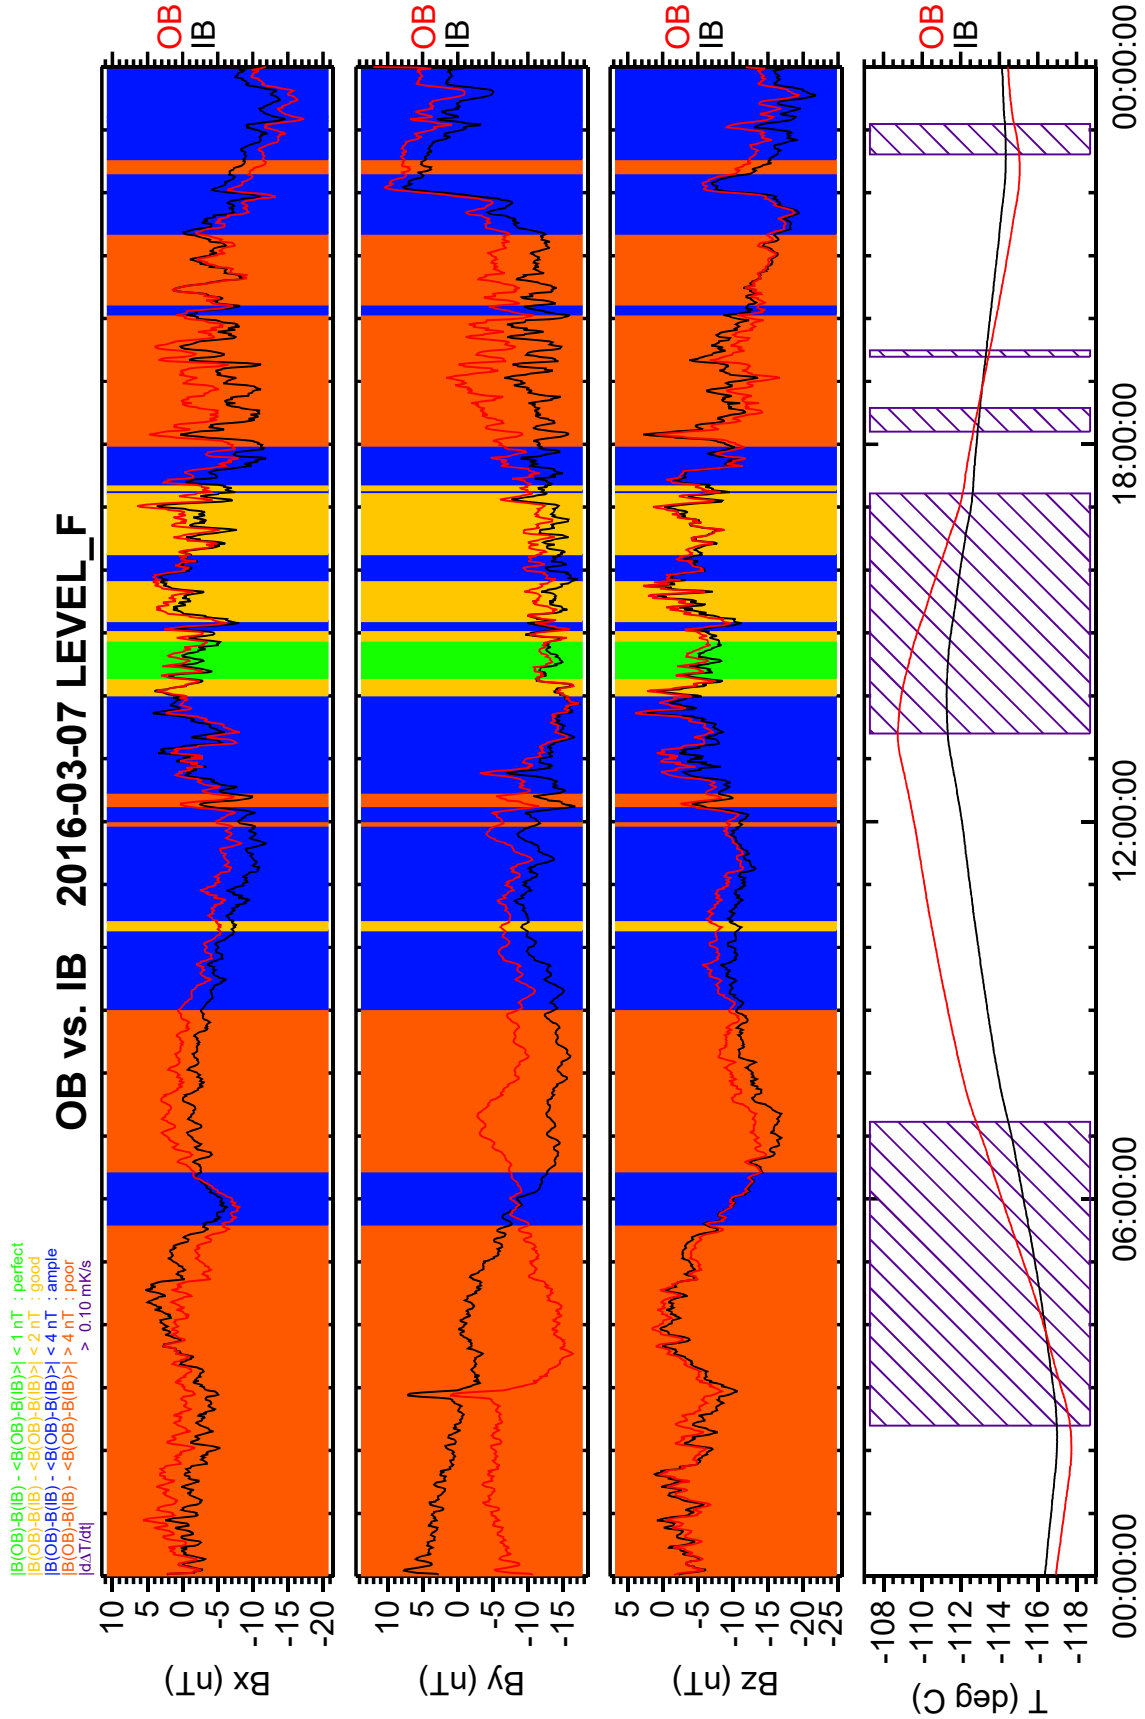 |B(OB)-B(IB) - <B(OB)-B(IB)>| < 1 nT : perfect
|B(OB)-B(IB) - <B(OB)-B(IB)>| < 2 nT : good
|B(OB)-B(IB) - <B(OB)-B(IB)>| < 4 nT : ample
|B(OB)-B(IB) - <B(OB)-B(IB)>| > 4 nT : poor
|dΔT/dt| > 0.10 mK/s
OB vs. IB 2016-03-07 LEVEL_F
Bx (nT)
10
5
0
-5
-10
-15
-20
OB
IB
By (nT)
10
5
0
-5
-10
-15
OB
IB
Bz (nT)
5
0
-5
-10
-15
-20
-25
OB
IB
T (deg C)
-108
-110
-112
-114
-116
-118
OB
IB
00:00:00
06:00:00
12:00:00
18:00:00
00:00:00